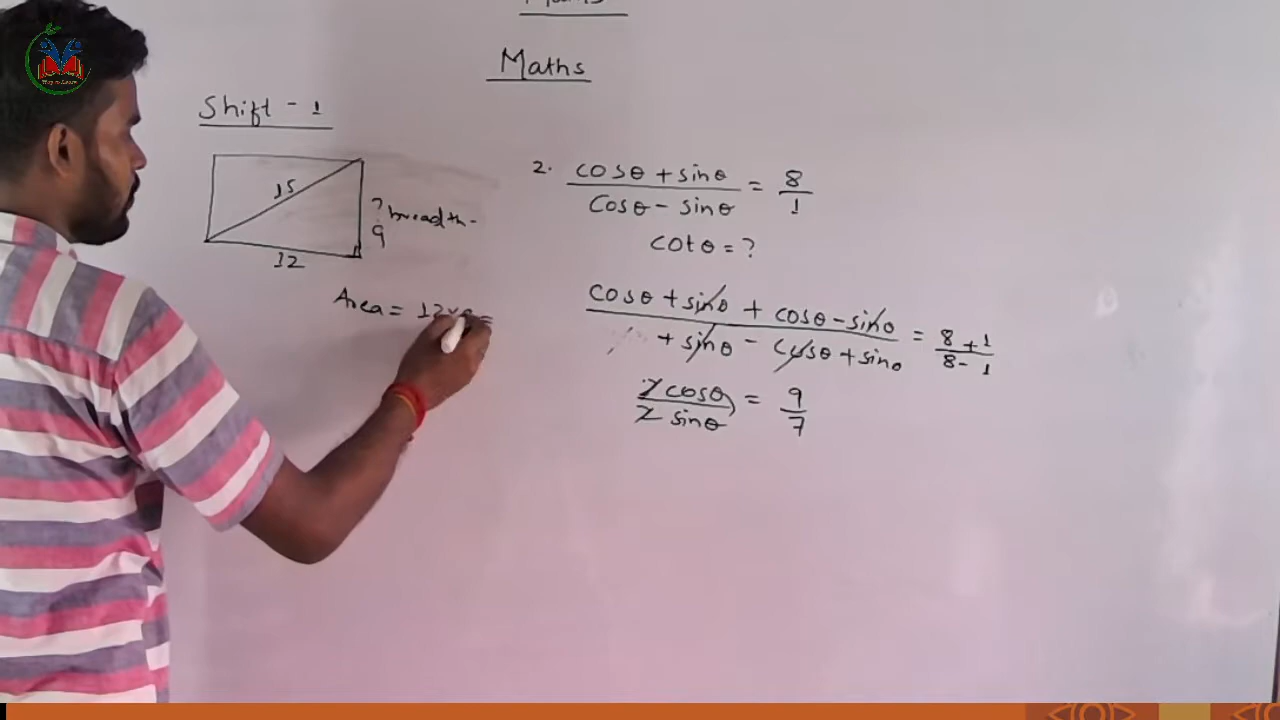 Maths
Shift - 1
15
?
breadth -
9
12
Area = 12×9 =
2. cosθ + sinθ / cosθ - sinθ = 8/1
cotθ = ?
cosθ + sinθ + cosθ - sinθ / + sinθ - cosθ + sinθ = 8+1 / 8-1
2cosθ / 2 sinθ = 9/7